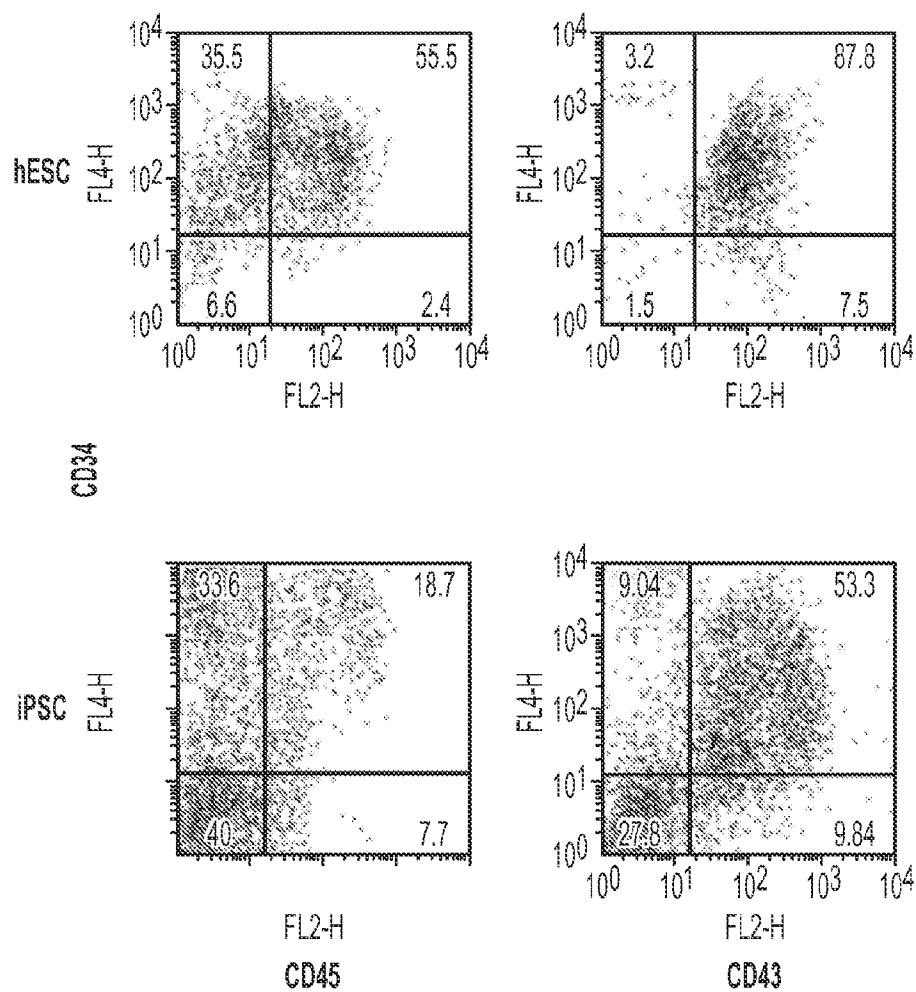 10⁴ 35.5 55.5
10³
hESC FL4-H 10²
10¹
6.6 2.4
10⁰
10⁰ 10¹ 10² 10³ 10⁴
FL2-H
10⁴ 3.2 87.8
10³
FL4-H 10²
10¹
1.5 7.5
10⁰
10⁰ 10¹ 10² 10³ 10⁴
FL2-H
CD34
33.6 18.7
iPSC FL4-H
40 7.7
FL2-H
CD45
10⁴ 9.04 53.3
10³
FL4-H 10²
10¹
27.8 9.84
10⁰
10⁰ 10¹ 10² 10³ 10⁴
FL2-H
CD43